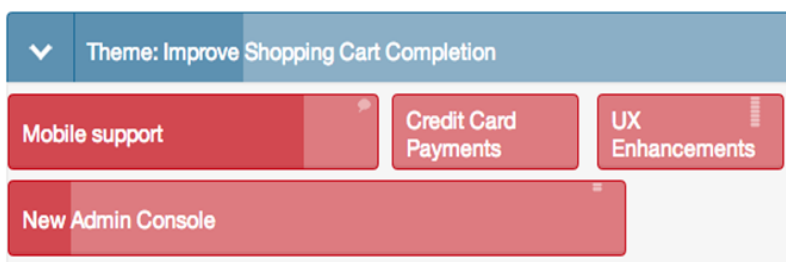 Theme: Improve Shopping Cart Completion
Mobile support
Credit Card
Payments
UX
Enhancements
New Admin Console